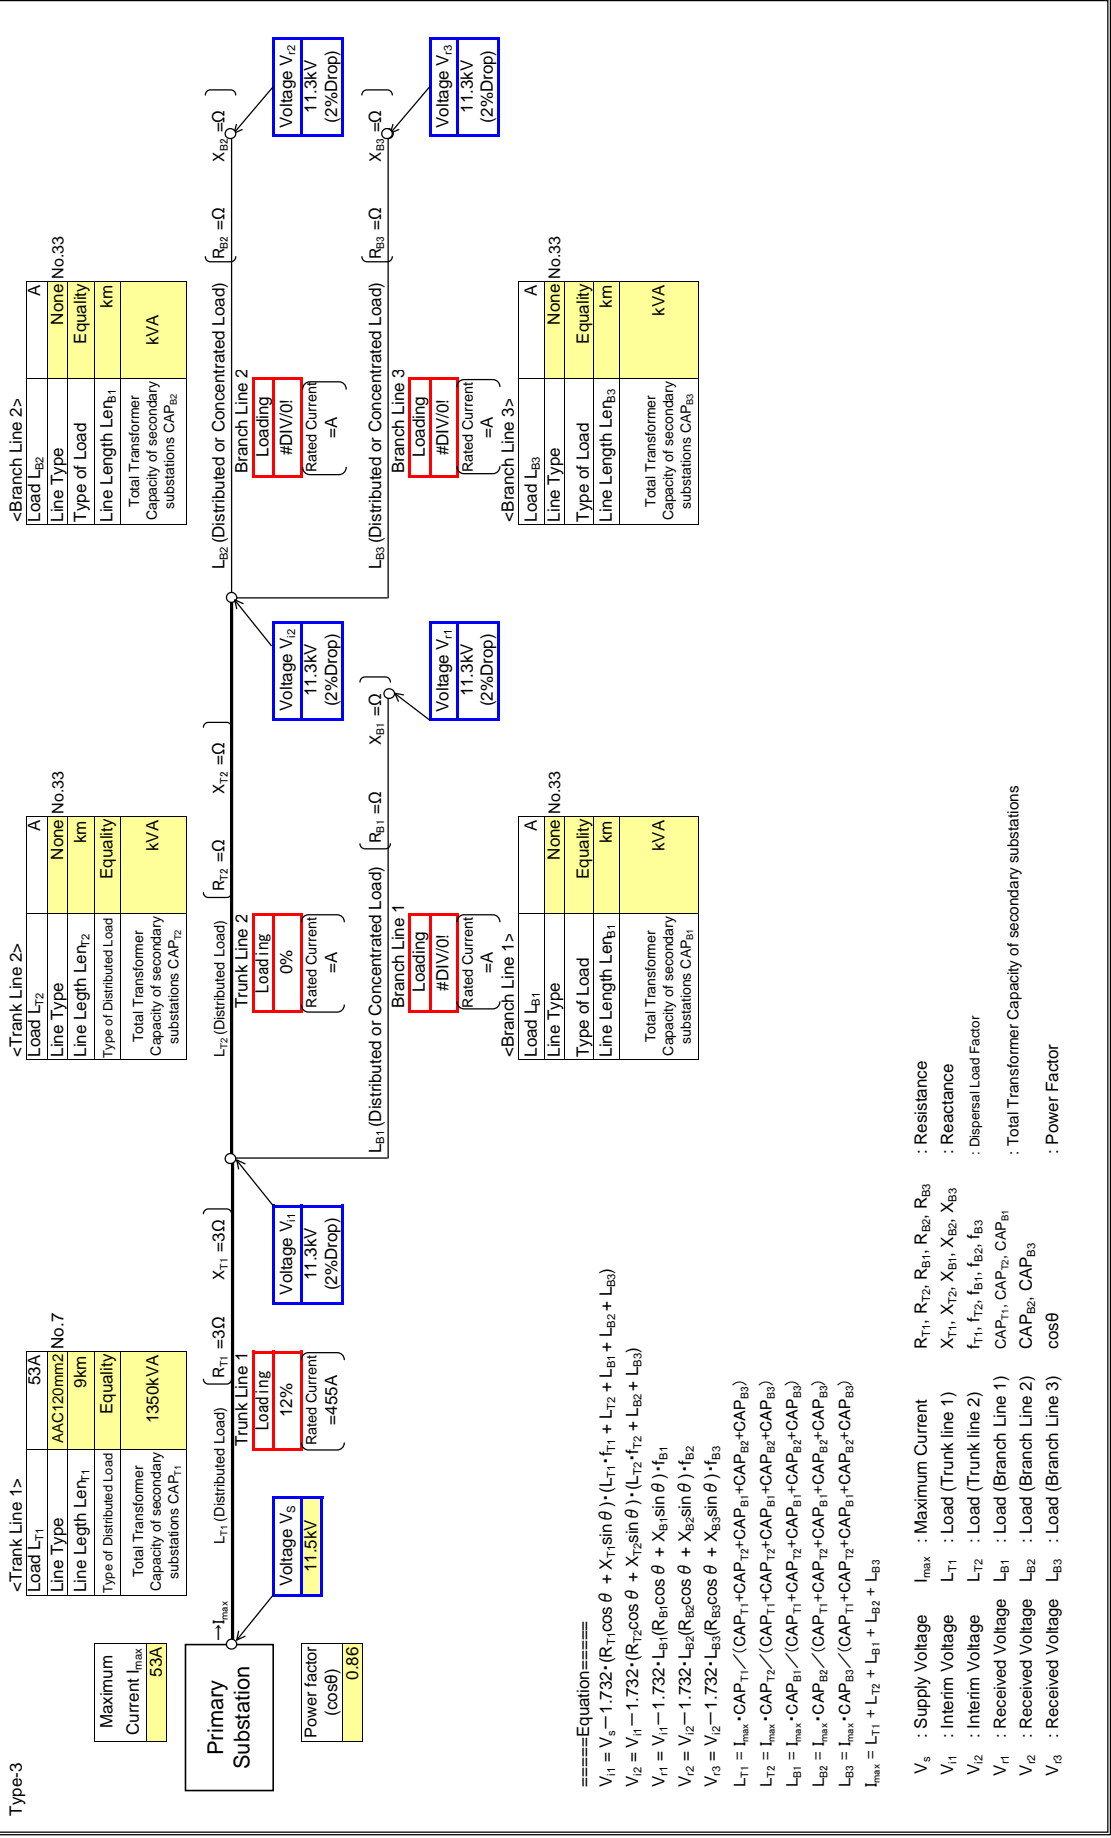 Type-3
Maximum
Current Imax
53A
Primary
Substation
Power factor
(cosθ)
0.86
→Imax
Voltage VS
11.5kV
<Trank Line 1>
Load LT1 53A
Line Type AAC120mm2 No.7
Line Length LenT1 9km
Type of Distributed Load Equality
Total Transformer
Capacity of secondary
substations CAPT1
1350kVA
LT1 (Distributed Load) (RT1 =3Ω XT1 =3Ω)
Trunk Line 1
Loading
12%
Rated Current
=455A
Voltage Vi1
11.3kV
(2%Drop)
<Trank Line 2>
Load LT2 A
Line Type None No.33
Line Legth LenT2 km
Type of Distributed Load Equality
Total Transformer
Capacity of secondary
substations CAPT2
kVA
LT2 (Distributed Load) (RT2 =Ω XT2 =Ω)
Trunk Line 2
Loading
0%
Rated Current
=A
Voltage Vi2
11.3kV
(2%Drop)
LB1 (Distributed or Concentrated Load) (RB1 =Ω XB1 =Ω)
Branch Line 1
Loading
#DIV/0!
Rated Current
=A
Voltage Vr1
11.3kV
(2%Drop)
<Branch Line 1>
Load LB1 A
Line Type None No.33
Type of Load Equality
Line Length LenB1 km
Total Transformer
Capacity of secondary
substations CAPB1
kVA
<Branch Line 2>
Load LB2 A
Line Type None No.33
Type of Load Equality
Line Length LenB1 km
Total Transformer
Capacity of secondary
substations CAPB2
kVA
LB2 (Distributed or Concentrated Load) (RB2 =Ω XB2 =Ω)
Branch Line 2
Loading
#DIV/0!
Rated Current
=A
Voltage Vr2
11.3kV
(2%Drop)
LB3 (Distributed or Concentrated Load) (RB3 =Ω XB3 =Ω)
Branch Line 3
Loading
#DIV/0!
Rated Current
=A
Voltage Vr3
11.3kV
(2%Drop)
<Branch Line 3>
Load LB3 A
Line Type None No.33
Type of Load Equality
Line Length LenB3 km
Total Transformer
Capacity of secondary
substations CAPB3
kVA
=====Equation=====
Vi1 = Vs－1.732･(RT1cos θ + XT1sin θ)･(LT1･fT1 + LT2 + LB1 + LB2 + LB3)
Vi2 = Vi1－1.732･(RT2cos θ + XT2sin θ)･(LT2･fT2 + LB2 + LB3)
Vr1 = Vi1－1.732･LB1(RB1cos θ + XB1sin θ)･fB1
Vr2 = Vi2－1.732･LB2(RB2cos θ + XB2sin θ)･fB2
Vr3 = Vi2－1.732･LB3(RB3cos θ + XB3sin θ)･fB3
LT1 = Imax･CAPT1／(CAPT1+CAPT2+CAPB1+CAPB2+CAPB3)
LT2 = Imax･CAPT2／(CAPT1+CAPT2+CAPB1+CAPB2+CAPB3)
LB1 = Imax･CAPB1／(CAPT1+CAPT2+CAPB1+CAPB2+CAPB3)
LB2 = Imax･CAPB2／(CAPT1+CAPT2+CAPB1+CAPB2+CAPB3)
LB3 = Imax･CAPB3／(CAPT1+CAPT2+CAPB1+CAPB2+CAPB3)
Imax = LT1 + LT2 + LB1 + LB2 + LB3
Vs : Supply Voltage Imax : Maximum Current RT1, RT2, RB1, RB2, RB3 : Resistance
Vi1 : Interim Voltage LT1 : Load (Trunk line 1) XT1, XT2, XB1, XB2, XB3 : Reactance
Vi2 : Interim Voltage LT2 : Load (Trunk line 2) fT1, fT2, fB1, fB2, fB3 : Dispersal Load Factor
Vr1 : Received Voltage LB1 : Load (Branch Line 1) CAPT1, CAPT2, CAPB1 : Total Transformer Capacity of secondary substations
Vr2 : Received Voltage LB2 : Load (Branch Line 2) CAPB2, CAPB3
Vr3 : Received Voltage LB3 : Load (Branch Line 3) cosθ : Power Factor